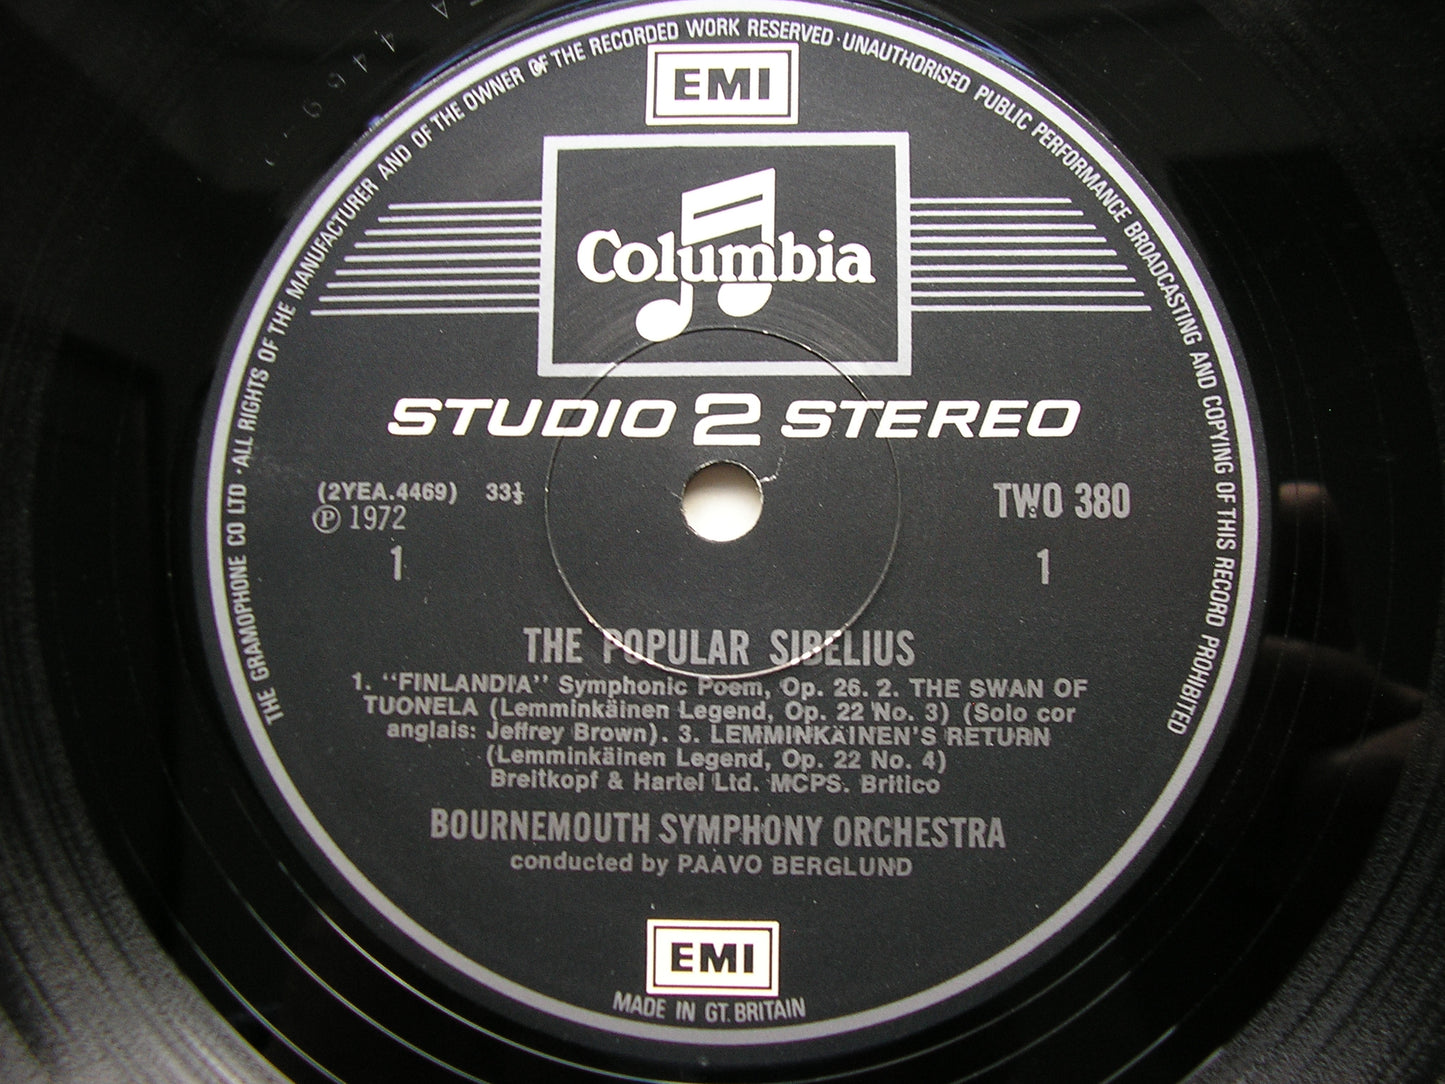 THE GRAMOPHONE CO LTD · ALL RIGHTS OF THE MANUFACTURER AND OF THE OWNER OF THE RECORDED WORK RESERVED · UNAUTHORISED PUBLIC PERFORMANCE BROADCASTING AND COPYING OF THIS RECORD PROHIBITED
EMI
Columbia
STUDIO 2 STEREO
(2YEA.4469) 33⅓ TWO 380
Ⓟ 1972
1 1
THE POPULAR SIBELIUS
1. "FINLANDIA" Symphonic Poem, Op. 26. 2. THE SWAN OF
TUONELA (Lemminkäinen Legend, Op. 22 No. 3) (Solo cor
anglais: Jeffrey Brown). 3. LEMMINKÄINEN'S RETURN
(Lemminkäinen Legend, Op. 22 No. 4)
Breitkopf & Hartel Ltd. MCPS. Britico
BOURNEMOUTH SYMPHONY ORCHESTRA
conducted by PAAVO BERGLUND
EMI
MADE IN GT. BRITAIN